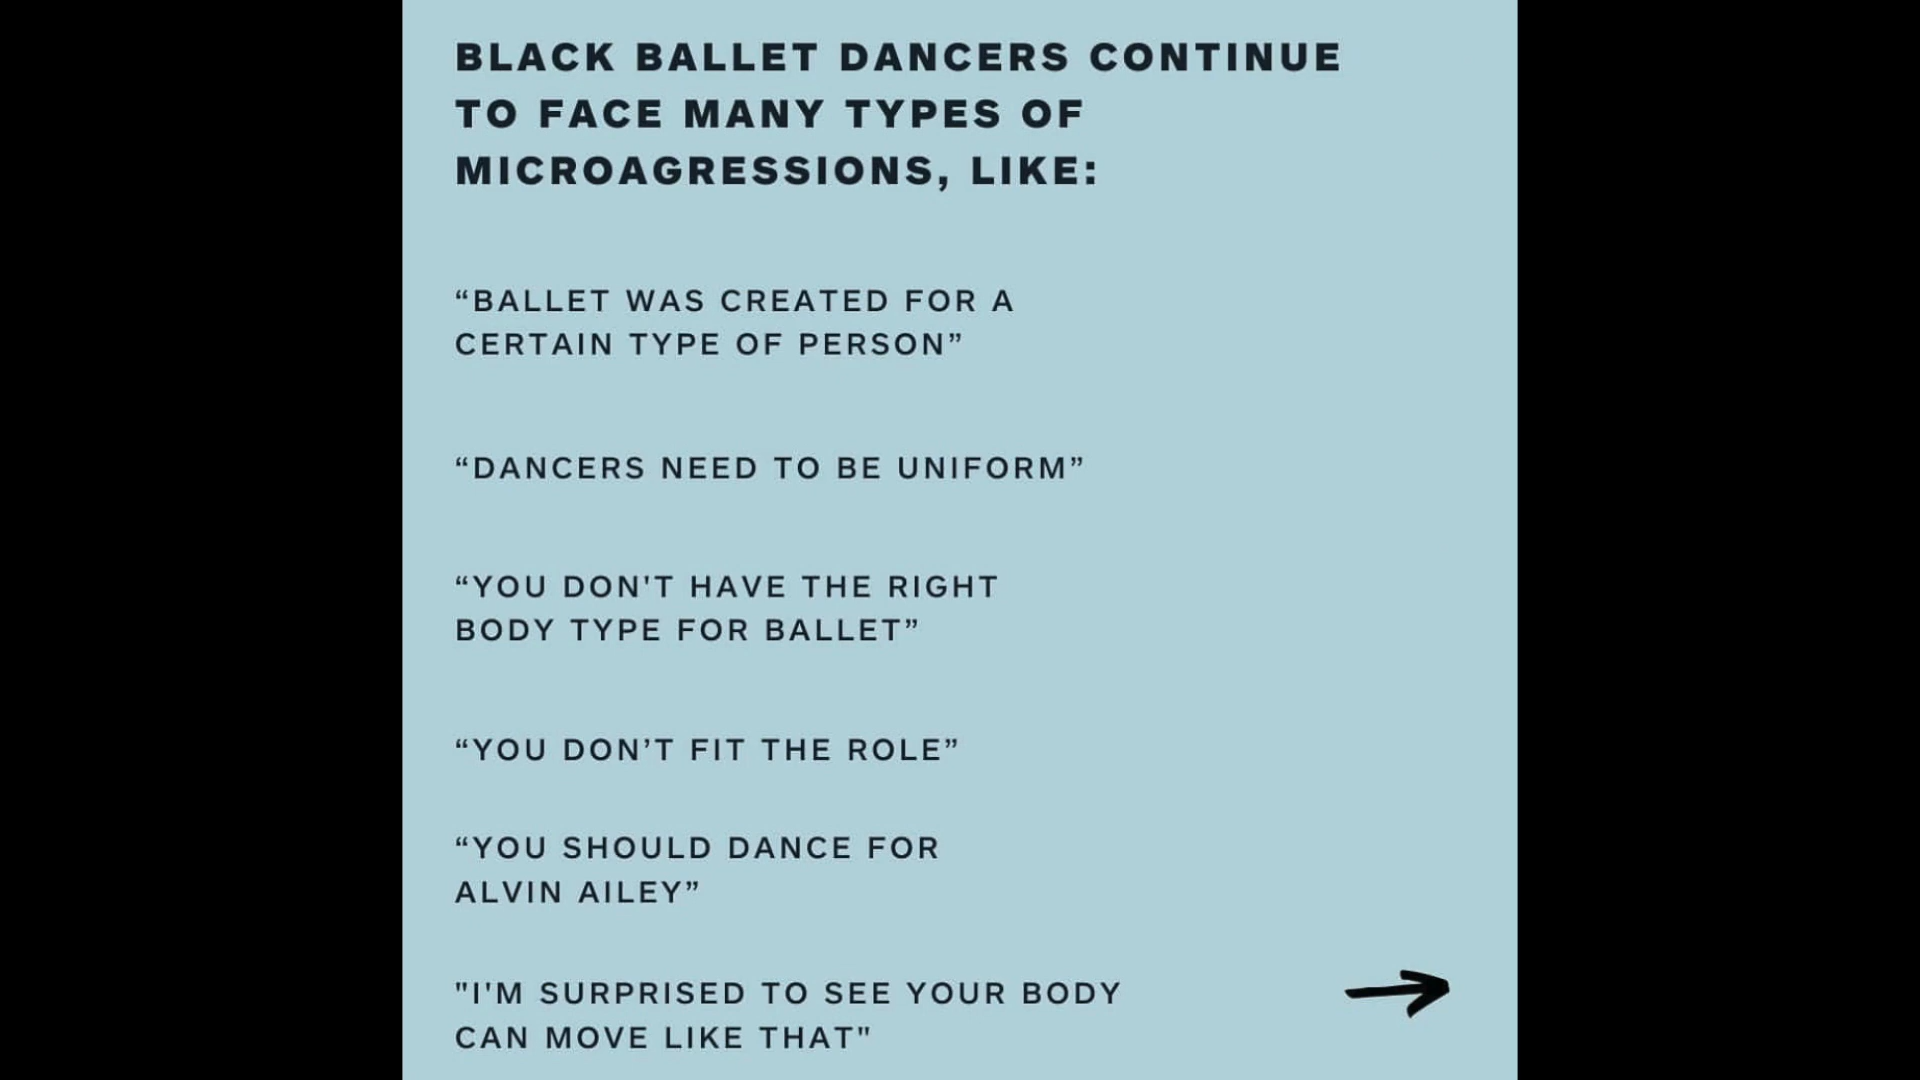 BLACK BALLET DANCERS CONTINUE
TO FACE MANY TYPES OF
MICROAGRESSIONS, LIKE:
“BALLET WAS CREATED FOR A
CERTAIN TYPE OF PERSON”
“DANCERS NEED TO BE UNIFORM”
“YOU DON'T HAVE THE RIGHT
BODY TYPE FOR BALLET”
“YOU DON’T FIT THE ROLE”
“YOU SHOULD DANCE FOR
ALVIN AILEY”
"I'M SURPRISED TO SEE YOUR BODY
CAN MOVE LIKE THAT"